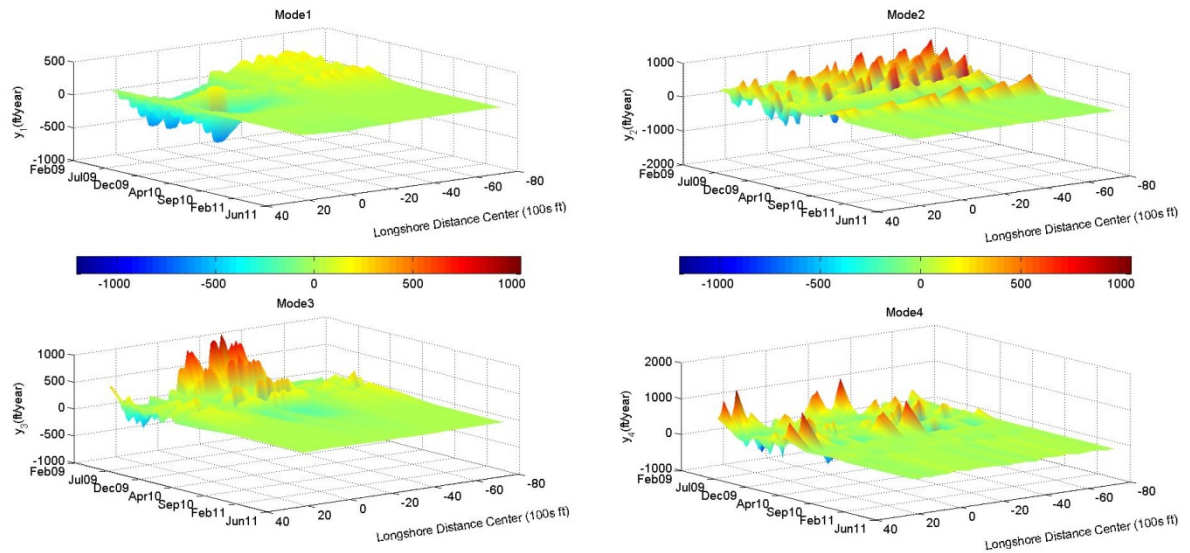 Mode1
500
0
-500
-1000
y1(ft/year)
Feb09
Jul09
Dec09
Apr10
Sep10
Feb11
Jun11
40
20
0
-20
-40
-60
-80
Longshore Distance Center (100s ft)
Mode2
1000
0
-1000
-2000
y2(ft/year)
Feb09
Jul09
Dec09
Apr10
Sep10
Feb11
Jun11
40
20
0
-20
-40
-60
-80
Longshore Distance Center (100s ft)
-1000 -500 0 500 1000
-1000 -500 0 500 1000
Mode3
1000
500
0
-500
-1000
y3(ft/year)
Feb09
Jul09
Dec09
Apr10
Sep10
Feb11
Jun11
40
20
0
-20
-40
-60
-80
Longshore Distance Center (100s ft)
Mode4
2000
1000
0
-1000
y4(ft/year)
Feb09
Jul09
Dec09
Apr10
Sep10
Feb11
Jun11
40
20
0
-20
-40
-60
-80
Longshore Distance Center (100s ft)